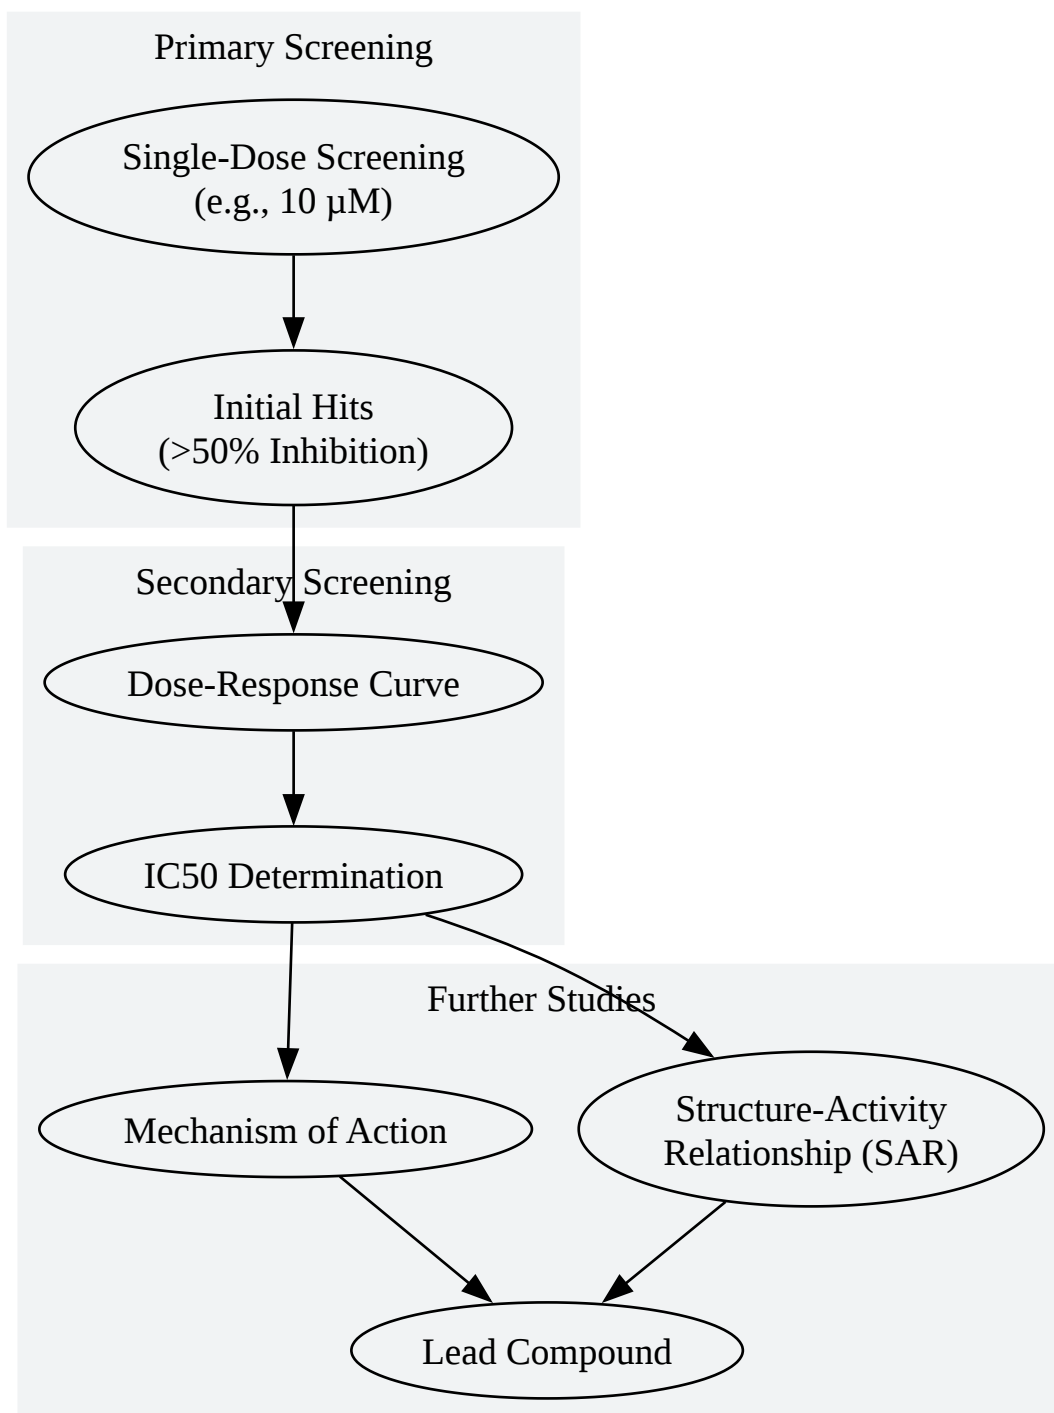 Primary Screening
Single-Dose Screening
(e.g., 10 µM)
Initial Hits
(>50% Inhibition)
Secondary Screening
Dose-Response Curve
IC50 Determination
Further Studies
Mechanism of Action
Structure-Activity
Relationship (SAR)
Lead Compound